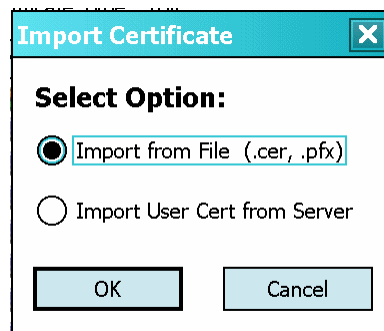 Import Certificate
Select Option:
Import from File (.cer, .pfx)
Import User Cert from Server
OK
Cancel